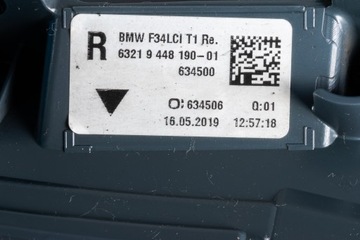 R BMW F34LCI T1 Re.
6321 9 448 190-01
634500
O: 634506 0:01
16.05.2019 12:57:18